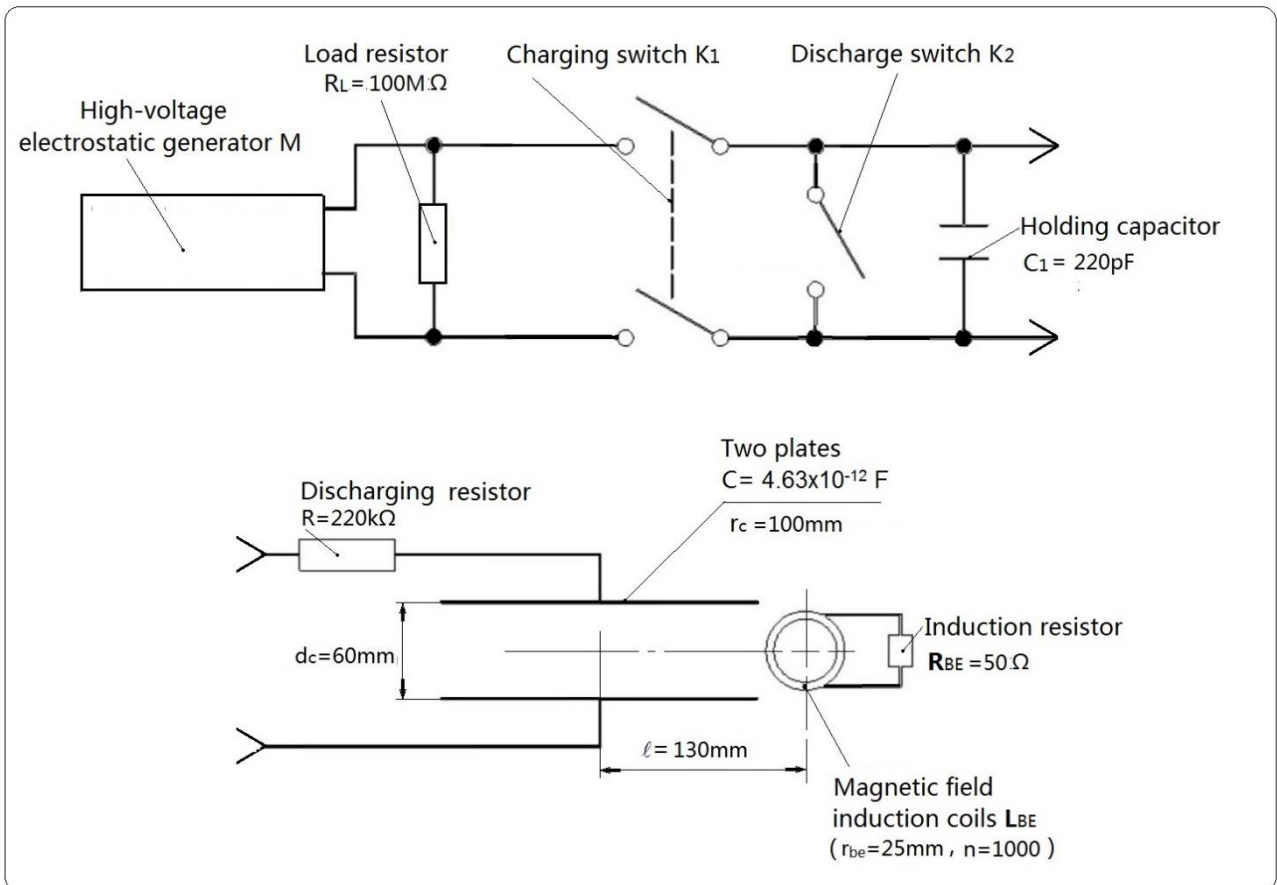 Load resistor
RL=100MΩ
Charging switch K1
Discharge switch K2
High-voltage
electrostatic generator M
Holding capacitor
C1 = 220pF
Two plates
C= 4.63x10-12 F
rc =100mm
Discharging resistor
R=220kΩ
dc=60mm
Induction resistor
RBE =50Ω
ℓ= 130mm
Magnetic field
induction coils LBE
(rbe=25mm, n=1000)